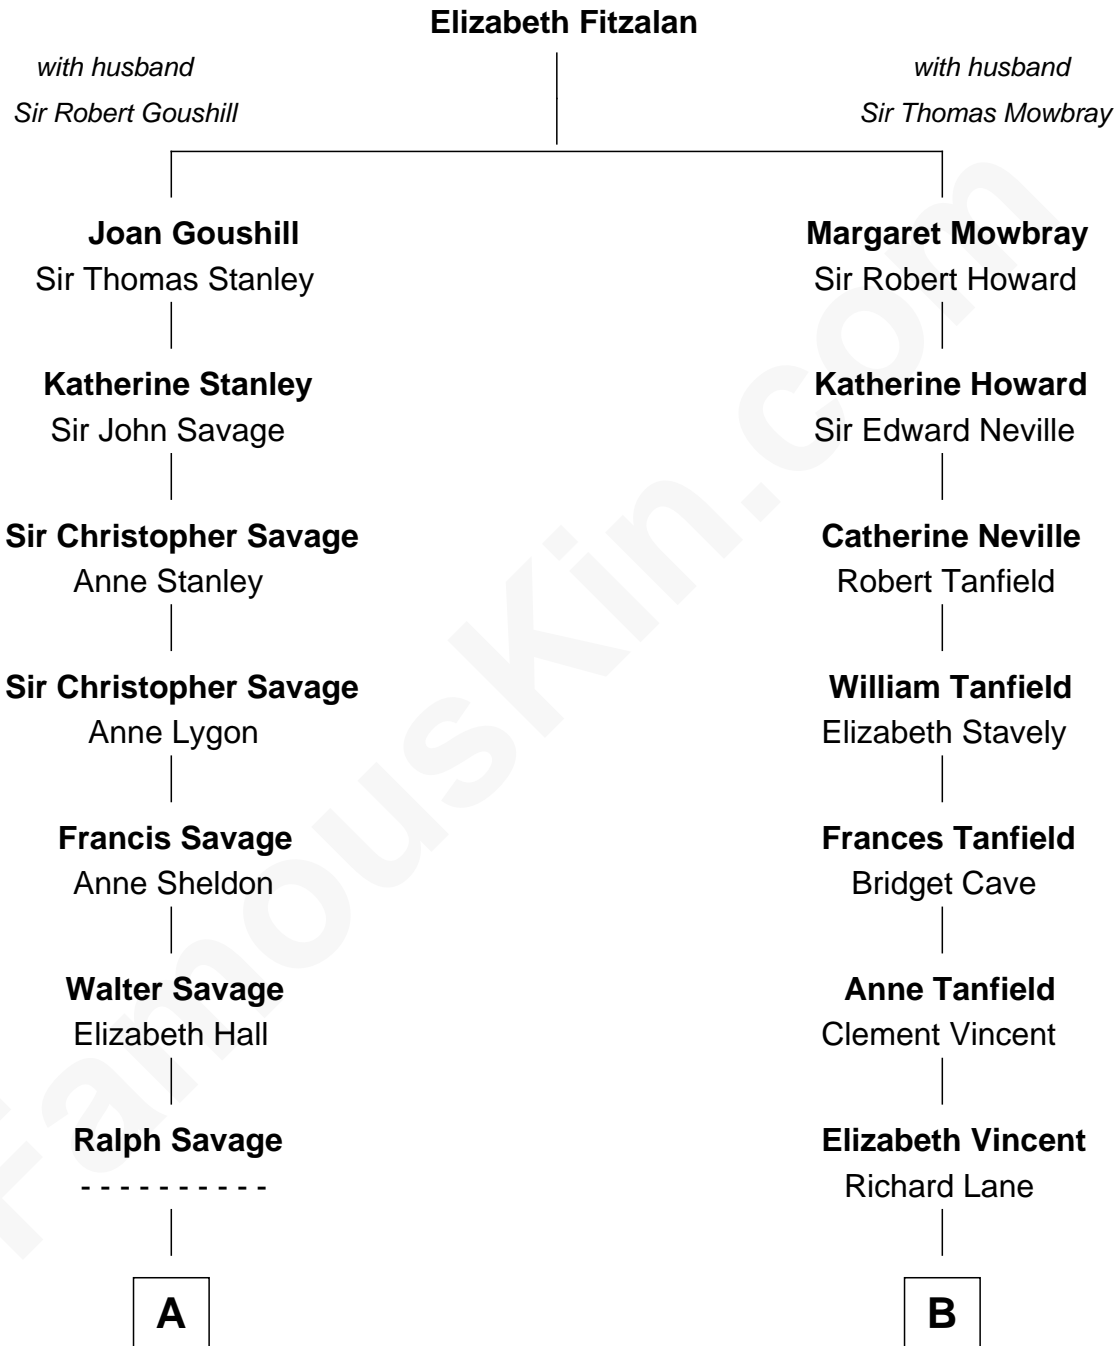 Elizabeth Fitzalan
with husband
Sir Robert Goushill
with husband
Sir Thomas Mowbray
Joan Goushill
Sir Thomas Stanley
Margaret Mowbray
Sir Robert Howard
Katherine Stanley
Sir John Savage
Katherine Howard
Sir Edward Neville
Sir Christopher Savage
Anne Stanley
Catherine Neville
Robert Tanfield
Sir Christopher Savage
Anne Lygon
William Tanfield
Elizabeth Stavely
Francis Savage
Anne Sheldon
Frances Tanfield
Bridget Cave
Walter Savage
Elizabeth Hall
Anne Tanfield
Clement Vincent
Ralph Savage
- - - - - - - - - -
Elizabeth Vincent
Richard Lane
A
B
FamousKin.com